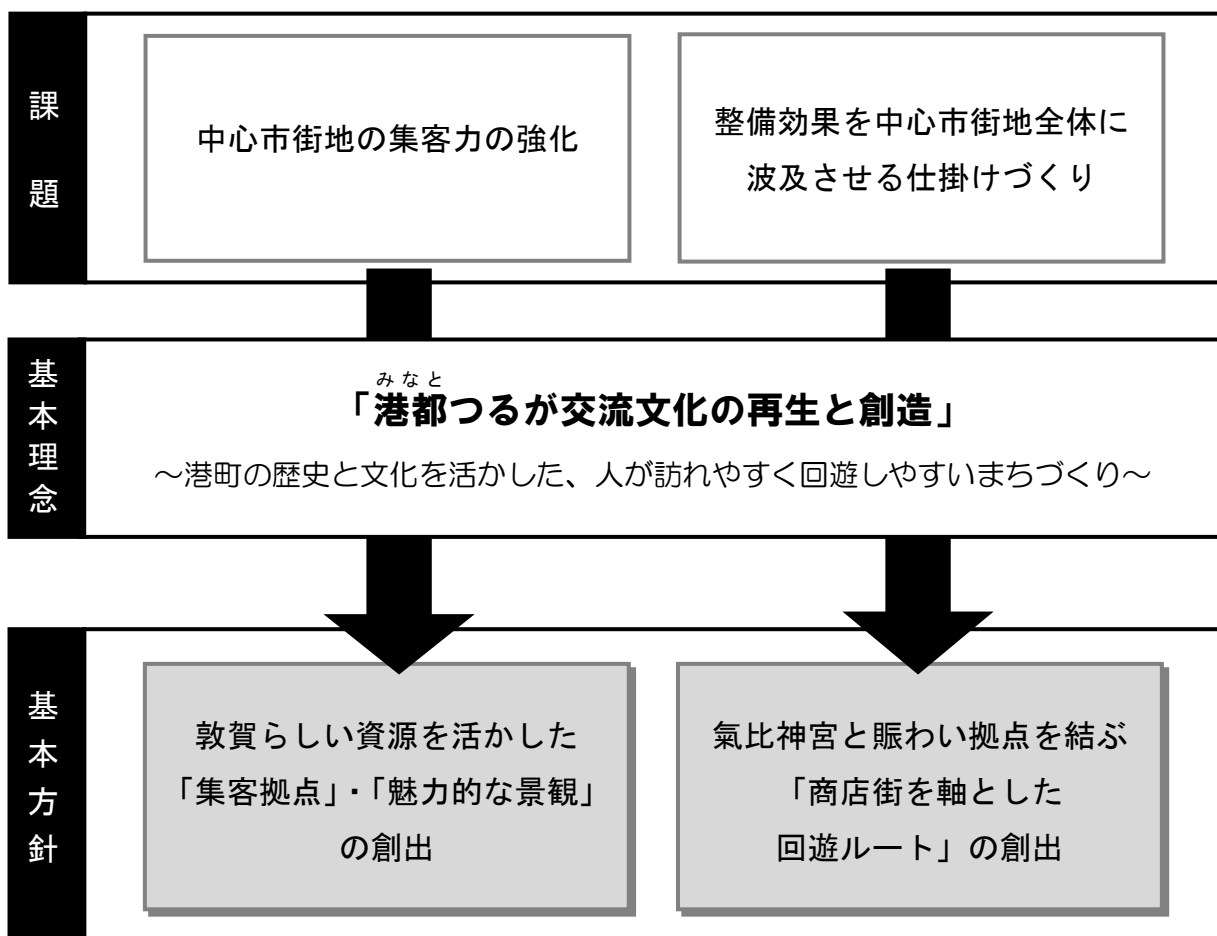 課題
中心市街地の集客力の強化
整備効果を中心市街地全体に
波及させる仕掛けづくり
基本理念
みなと
「港都つるが交流文化の再生と創造」
～港町の歴史と文化を活かした、人が訪れやすく回遊しやすいまちづくり～
基本方針
敦賀らしい資源を活かした
「集客拠点」・「魅力的な景観」
の創出
氣比神宮と賑わい拠点を結ぶ
「商店街を軸とした
回遊ルート」の創出